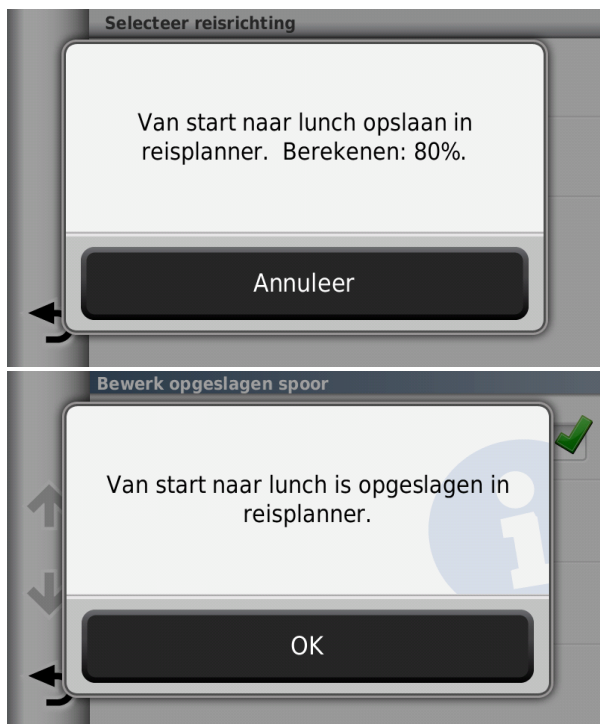 Selecteer reisrichting
Van start naar lunch opslaan in
reisplanner.  Berekenen: 80%.
Annuleer
Bewerk opgeslagen spoor
Van start naar lunch is opgeslagen in
reisplanner.
OK